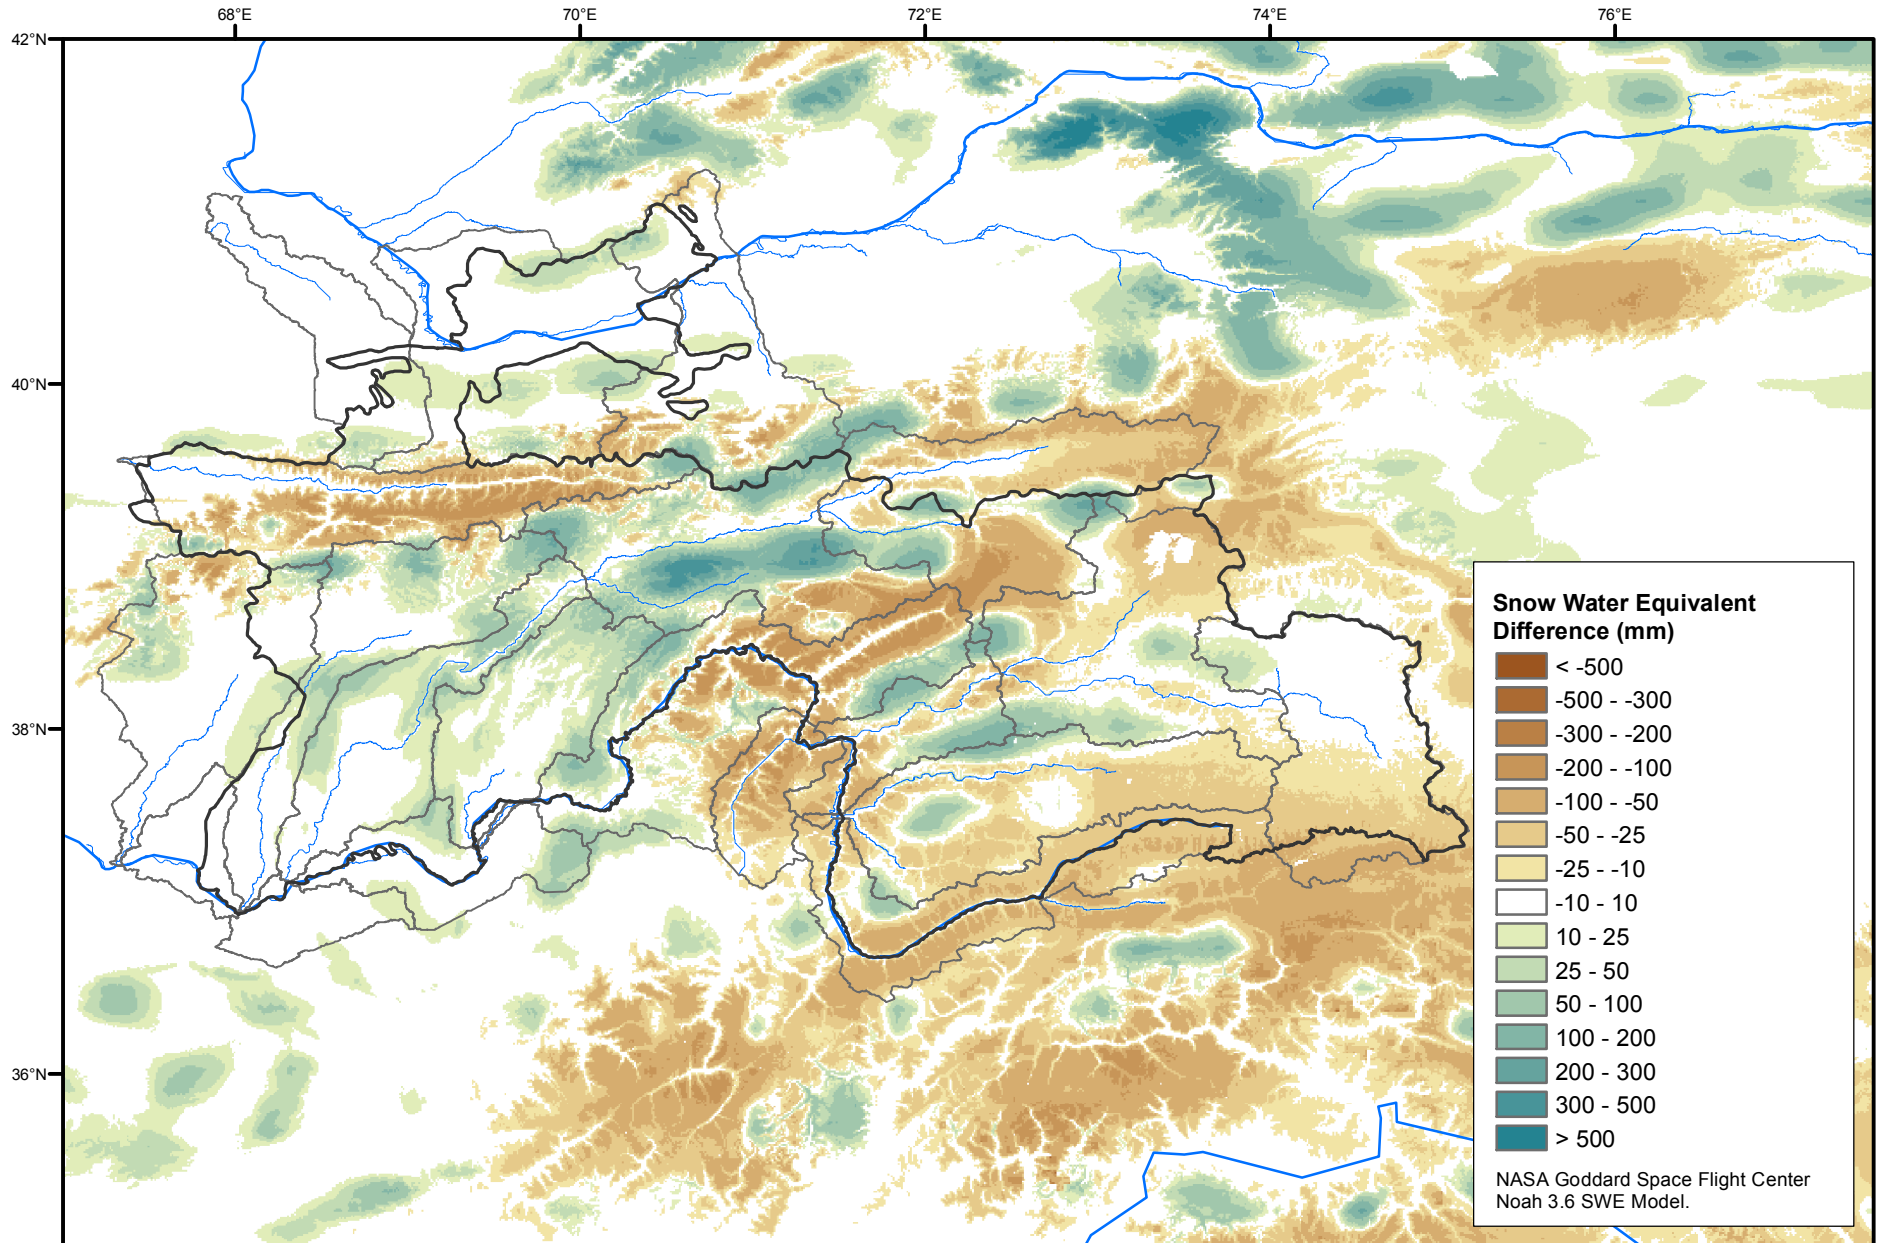 68°E 70°E 72°E 74°E 76°E
42°N
40°N
38°N
36°N
Snow Water Equivalent
Difference (mm)
< -500
-500 - -300
-300 - -200
-200 - -100
-100 - -50
-50 - -25
-25 - -10
-10 - 10
10 - 25
25 - 50
50 - 100
100 - 200
200 - 300
300 - 500
> 500
NASA Goddard Space Flight Center
Noah 3.6 SWE Model.